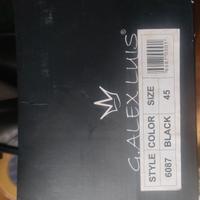 G.ALEX LUIS®
STYLE COLOR SIZE
6087 BLACK 45